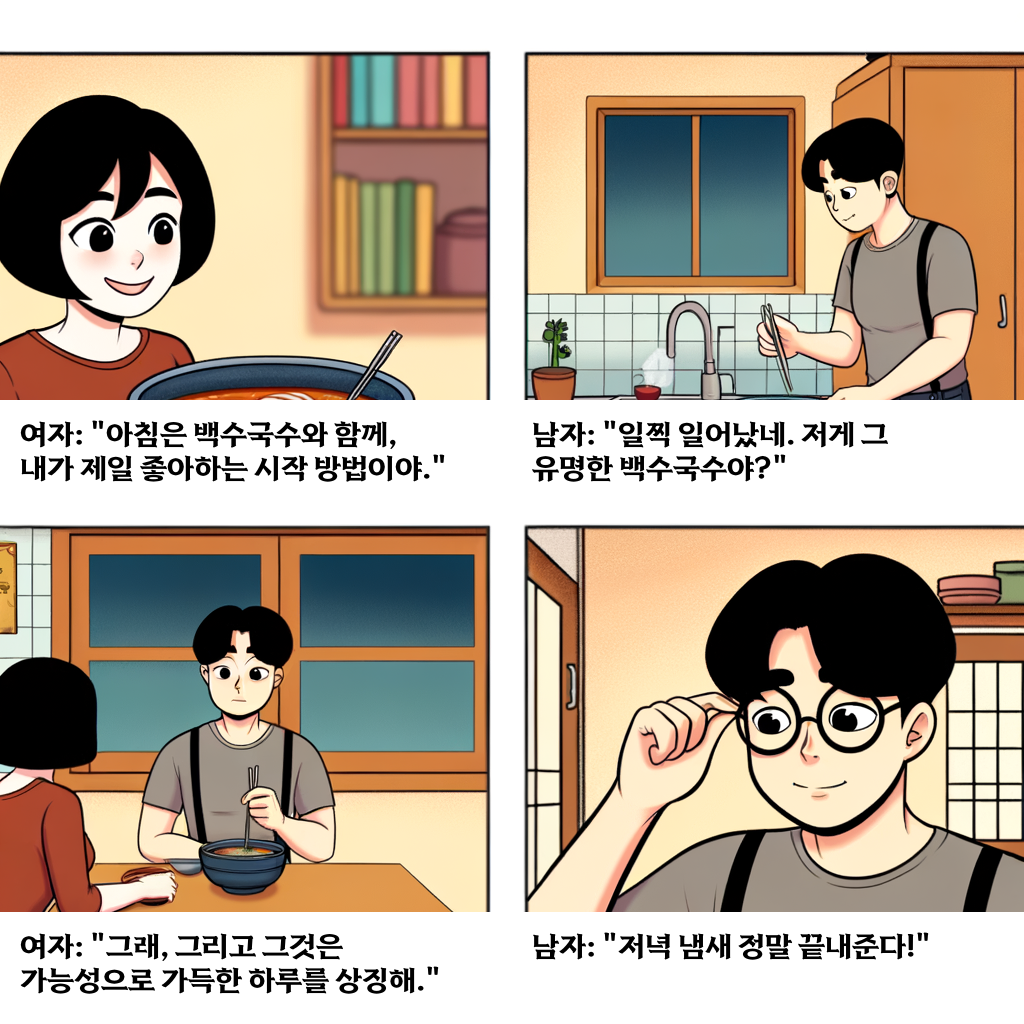 여자: "아침은 백수국수와 함께,
내가 제일 좋아하는 시작 방법이야."
남자: "일찍 일어났네. 저게 그
유명한 백수국수야?"
여자: "그래, 그리고 그것은
가능성으로 가득한 하루를 상징해."
남자: "저녁 냄새 정말 끝내준다!"